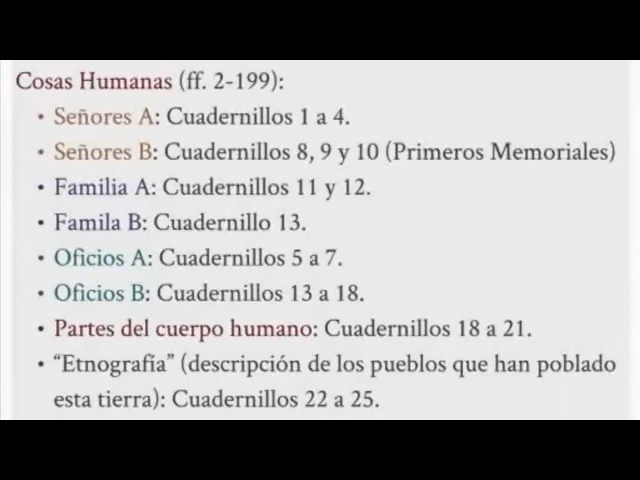 Cosas Humanas (ff. 2-199):
• Señores A: Cuadernillos 1 a 4.
• Señores B: Cuadernillos 8, 9 y 10 (Primeros Memoriales)
• Familia A: Cuadernillos 11 y 12.
• Famila B: Cuadernillo 13.
• Oficios A: Cuadernillos 5 a 7.
• Oficios B: Cuadernillos 13 a 18.
• Partes del cuerpo humano: Cuadernillos 18 a 21.
• “Etnografía” (descripción de los pueblos que han poblado
esta tierra): Cuadernillos 22 a 25.